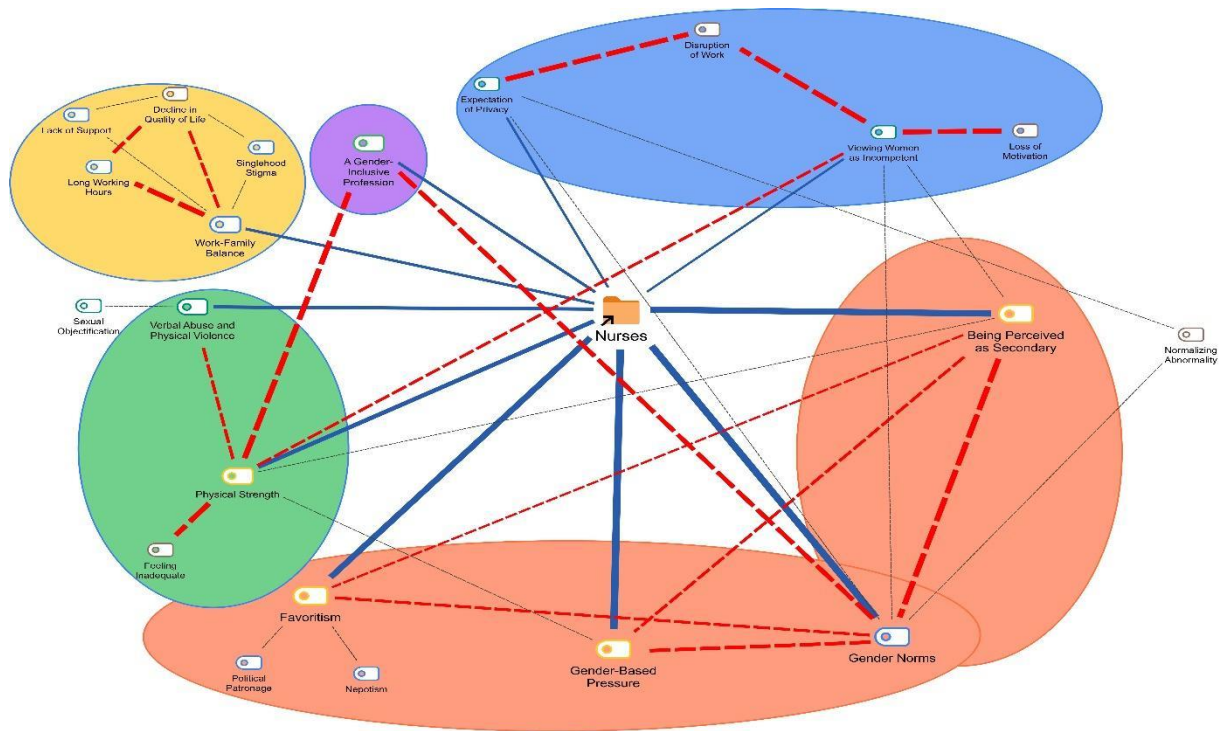 Disruption
of Work
Expectation
of Privacy
Viewing Women
as Incompetent
Loss of
Motivation
Decline in
Quality of Life
Lack of Support
Singlehood
Stigma
Long Working
Hours
Work-Family
Balance
A Gender-
Inclusive
Profession
Sexual
Objectification
Verbal Abuse and
Physical Violence
Nurses
Being Perceived
as Secondary
Normalizing
Abnormality
Physical Strength
Feeling
Inadequate
Favoritism
Political
Patronage
Nepotism
Gender-Based
Pressure
Gender Norms